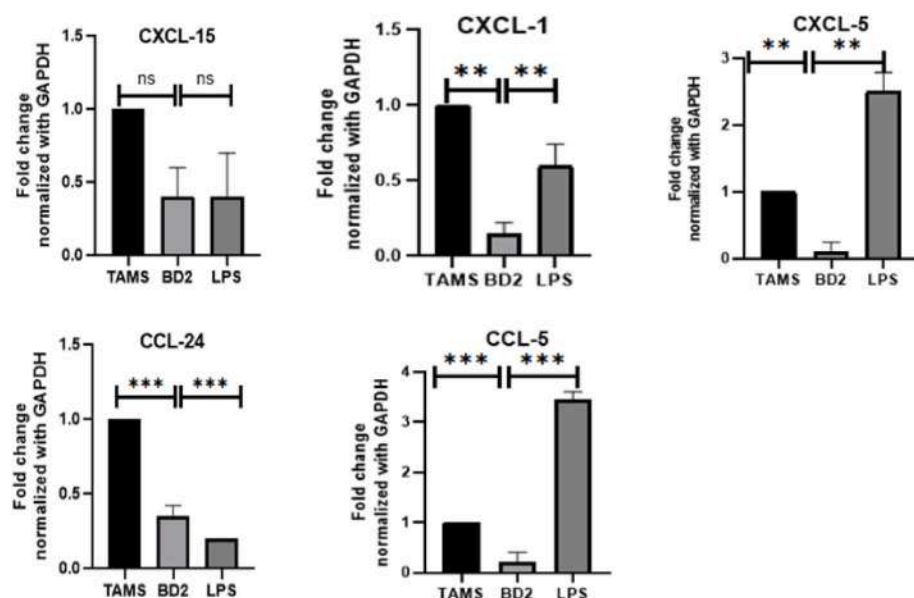 CXCL-15
Fold change
normalized with GAPDH
1.5
1.0
0.5
0.0
ns
ns
TAMS BD2 LPS
CXCL-1
Fold change
normalized with GAPDH
1.5
1.0
0.5
0.0
** **
TAMS BD2 LPS
CXCL-5
Fold change
normalized with GAPDH
3
2
1
0
** **
TAMS BD2 LPS
CCL-24
Fold change
normalized with GAPDH
1.5
1.0
0.5
0.0
*** ***
TAMS BD2 LPS
CCL-5
Fold change
normalized with GAPDH
4
3
2
1
0
*** ***
TAMS BD2 LPS